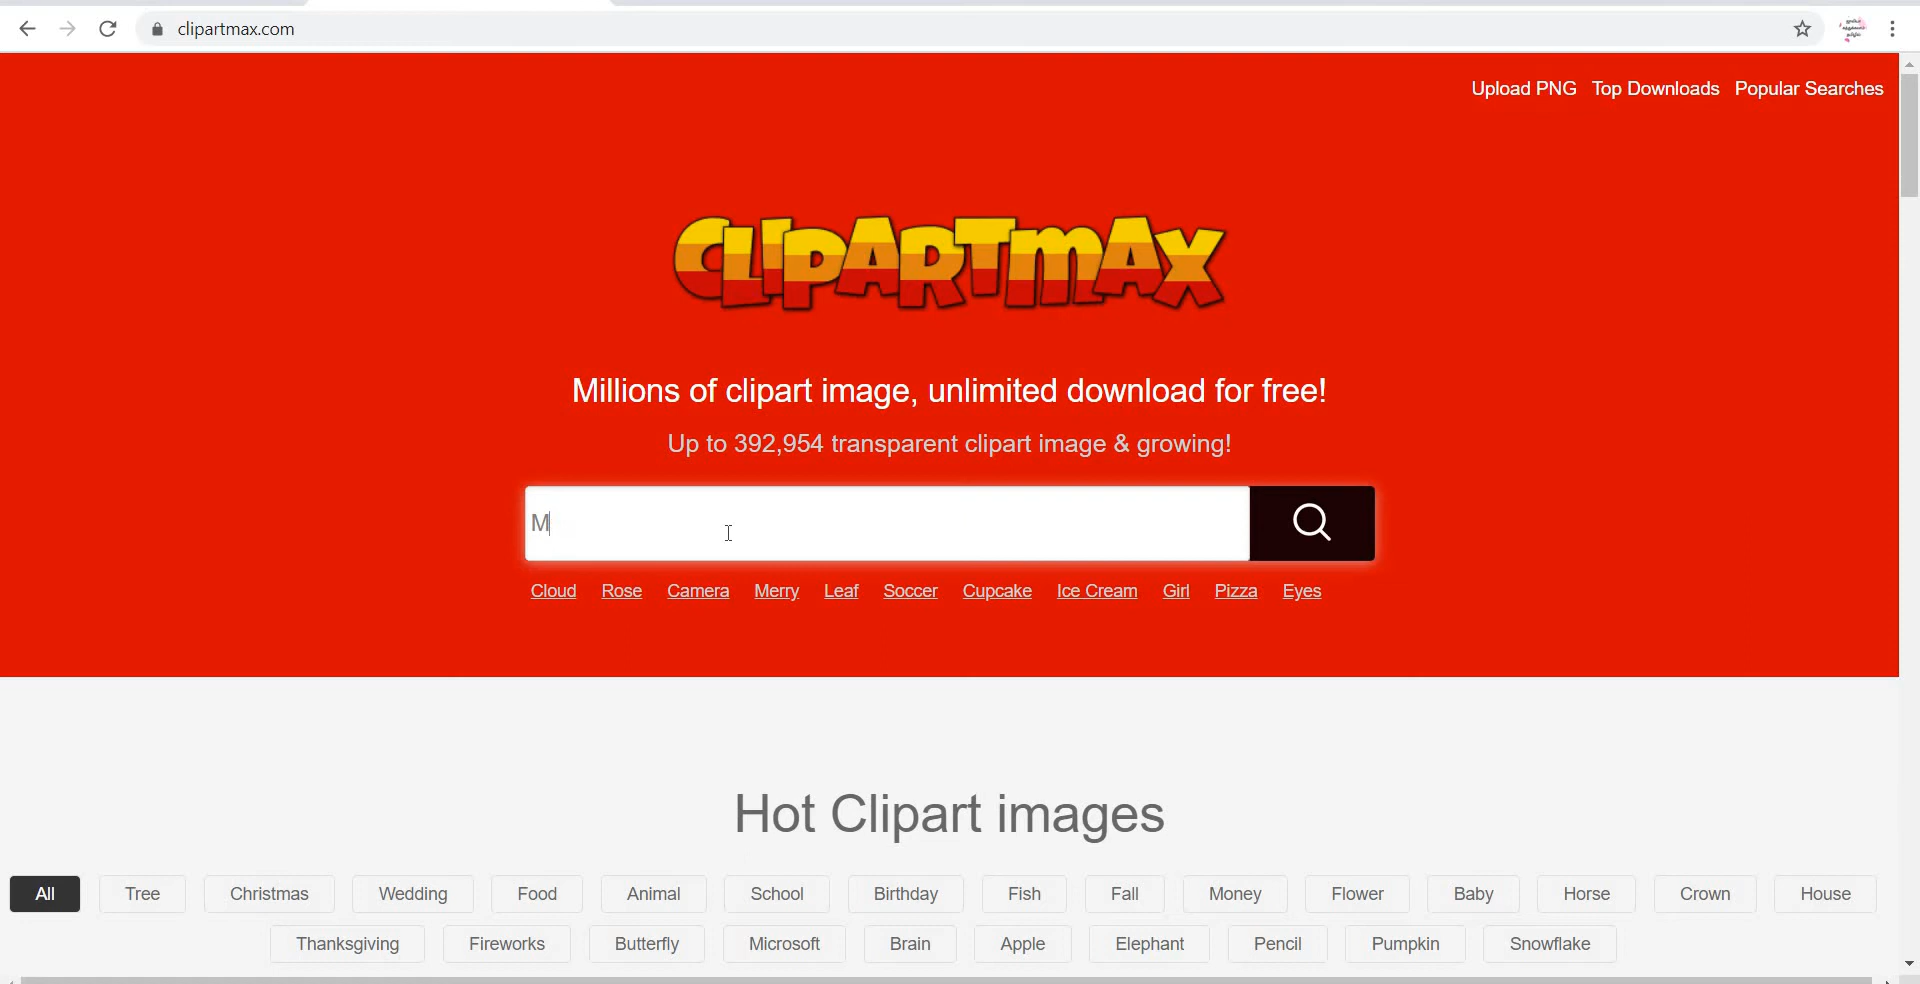 clipartmax.com
Upload PNG Top Downloads Popular Searches
CLIPARTMAX
Millions of clipart image, unlimited download for free!
Up to 392,954 transparent clipart image & growing!
M
Cloud Rose Camera Merry Leaf Soccer Cupcake Ice Cream Girl Pizza Eyes
Hot Clipart images
All Tree Christmas Wedding Food Animal School Birthday Fish Fall Money Flower Baby Horse Crown House
Thanksgiving Fireworks Butterfly Microsoft Brain Apple Elephant Pencil Pumpkin Snowflake